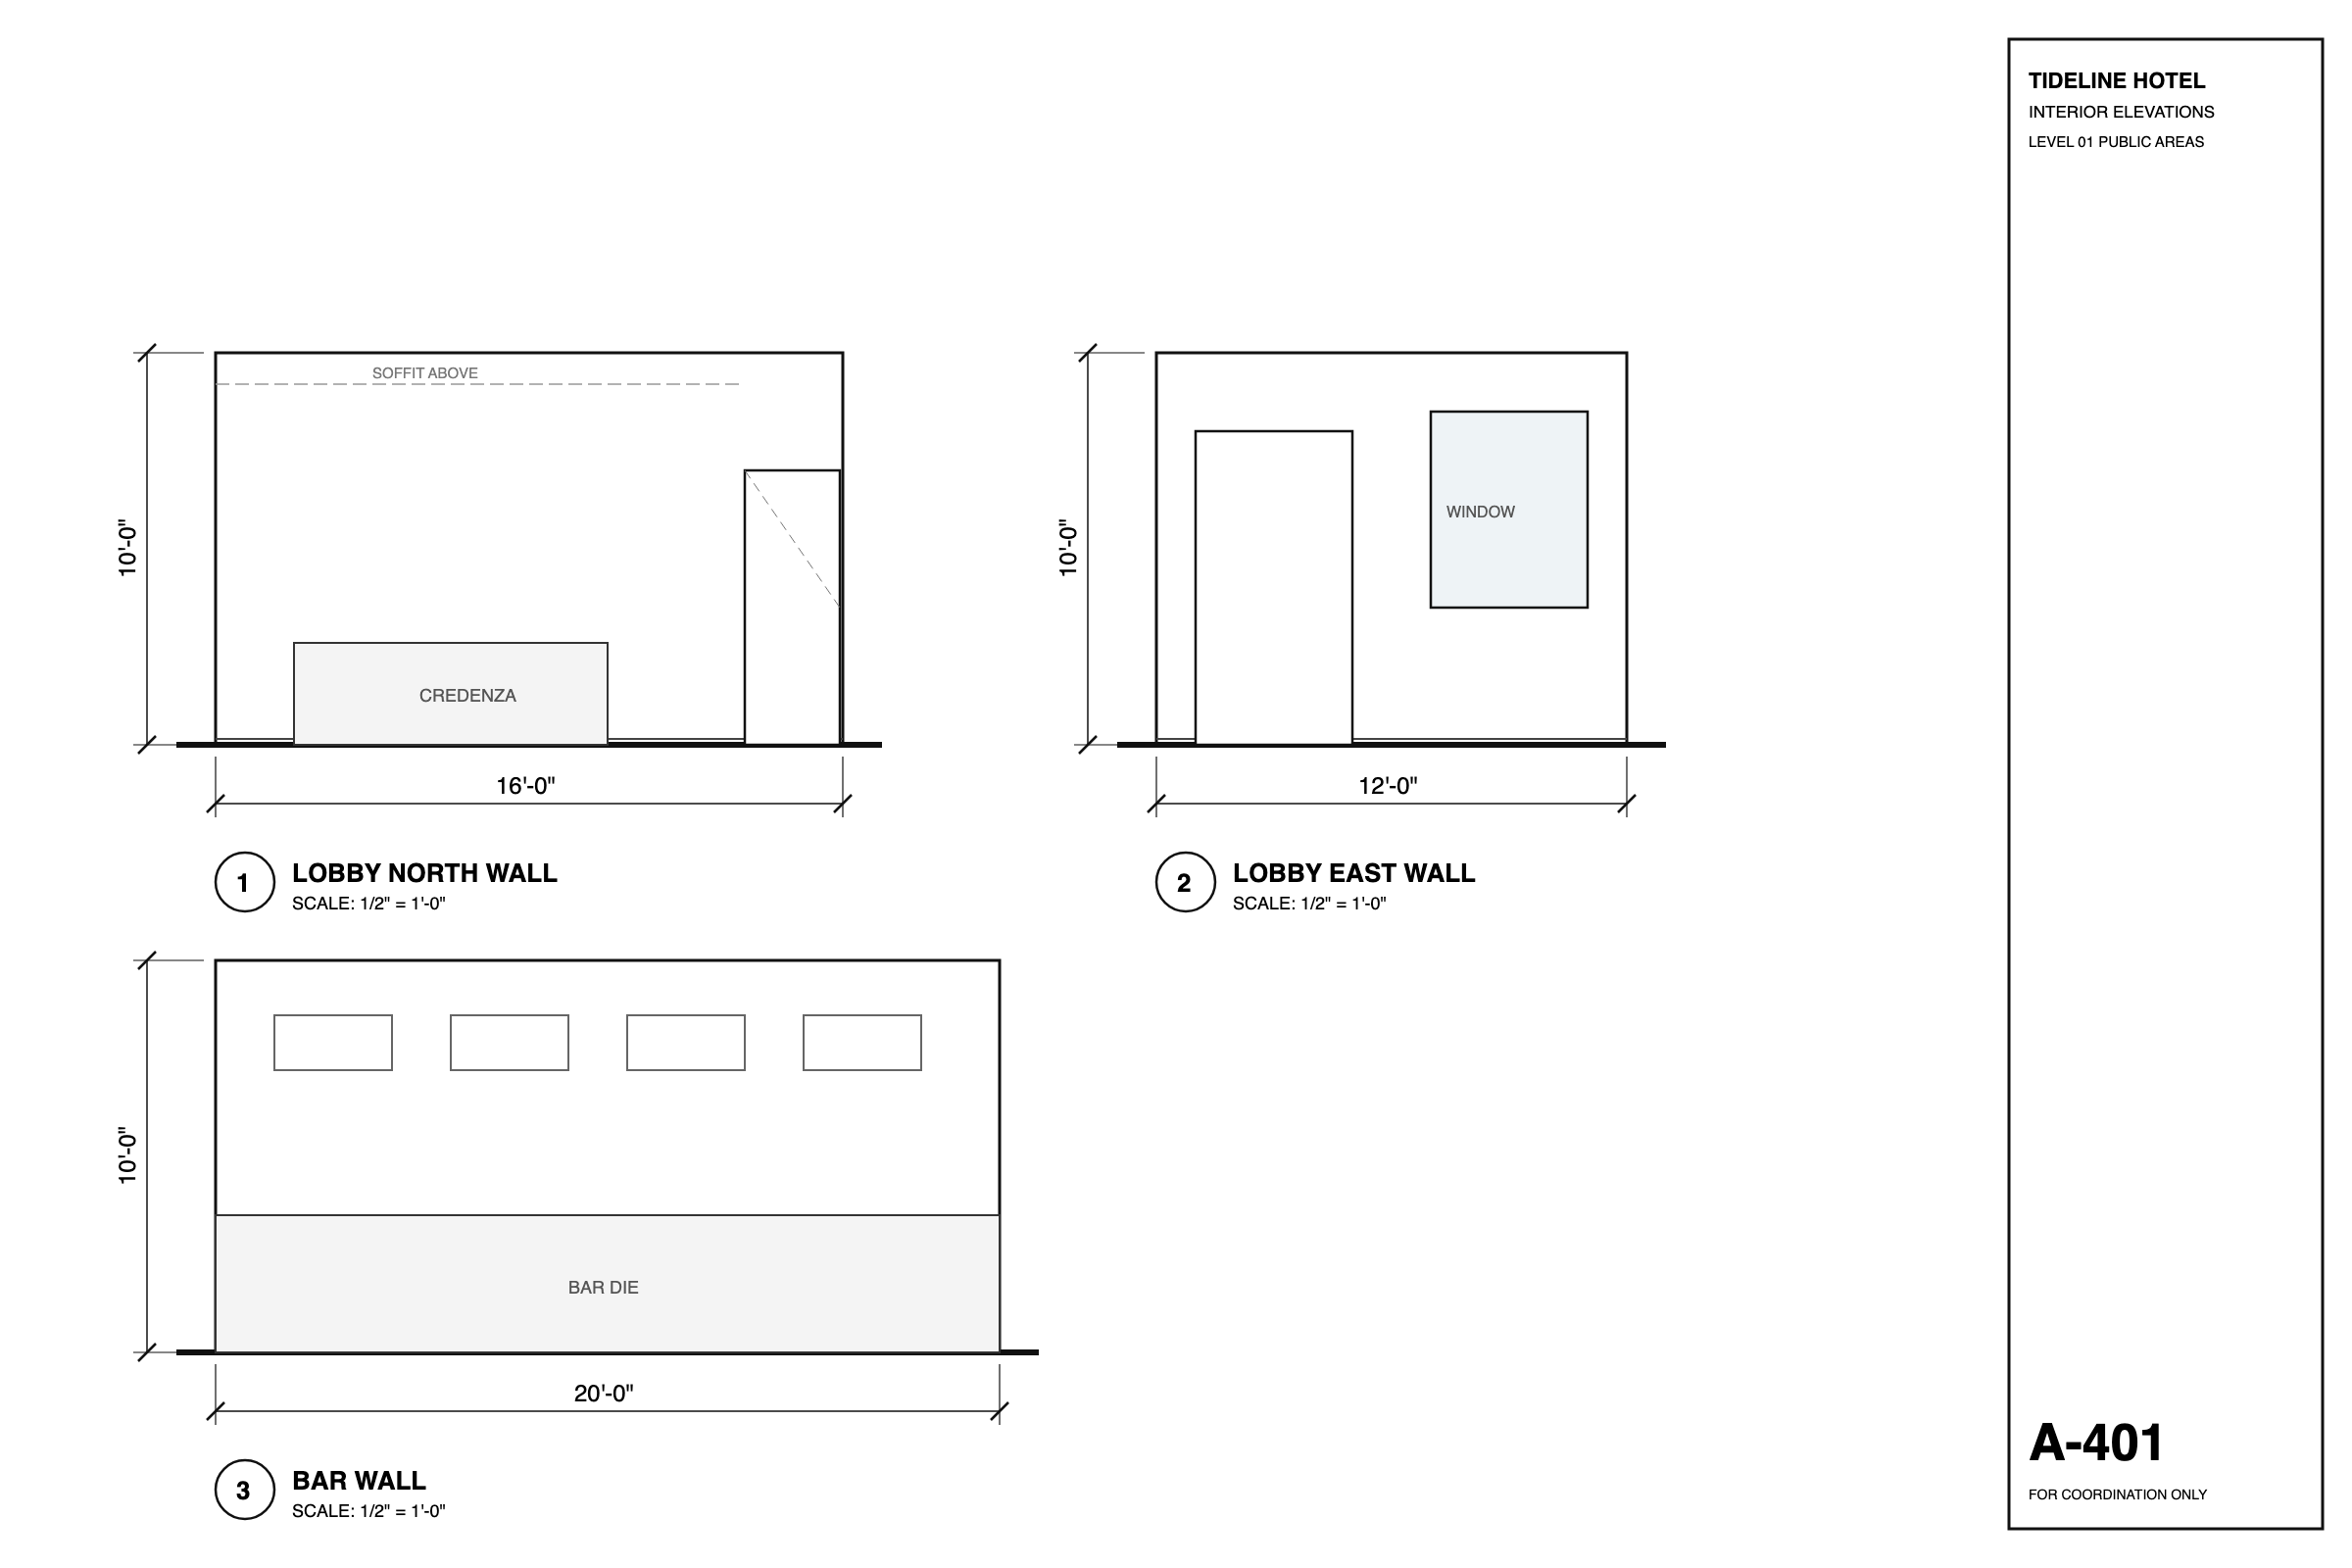 TIDELINE HOTEL
INTERIOR ELEVATIONS
LEVEL 01 PUBLIC AREAS
SOFFIT ABOVE
10'-0"
CREDENZA
16'-0"
1
LOBBY NORTH WALL
SCALE: 1/2" = 1'-0"
10'-0"
WINDOW
12'-0"
2
LOBBY EAST WALL
SCALE: 1/2" = 1'-0"
10'-0"
BAR DIE
20'-0"
3
BAR WALL
SCALE: 1/2" = 1'-0"
A-401
FOR COORDINATION ONLY